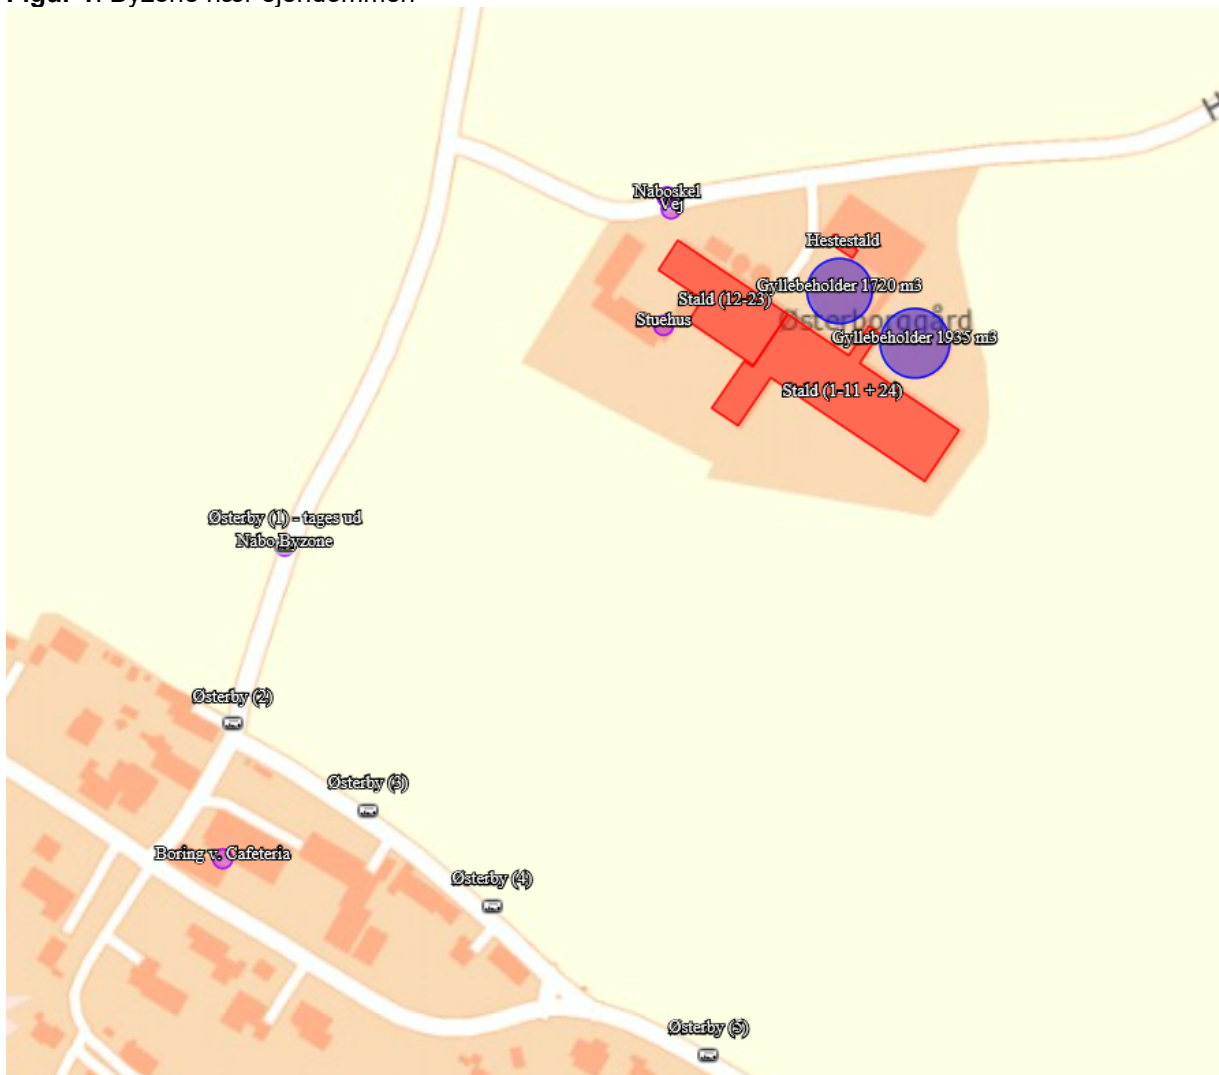 Naboskel
Vej
Hestestald
Gyllebeholder 1720 m3
Stald (12-23)
Stuehus
Østerborggård
Gyllebeholder 1935 m3
Stald (1-11 + 24)
Østerby (1) - tages ud
Nabo Byzone
Østerby (2)
Østerby (3)
Boring v. Cafeteria
Østerby (4)
Østerby (5)